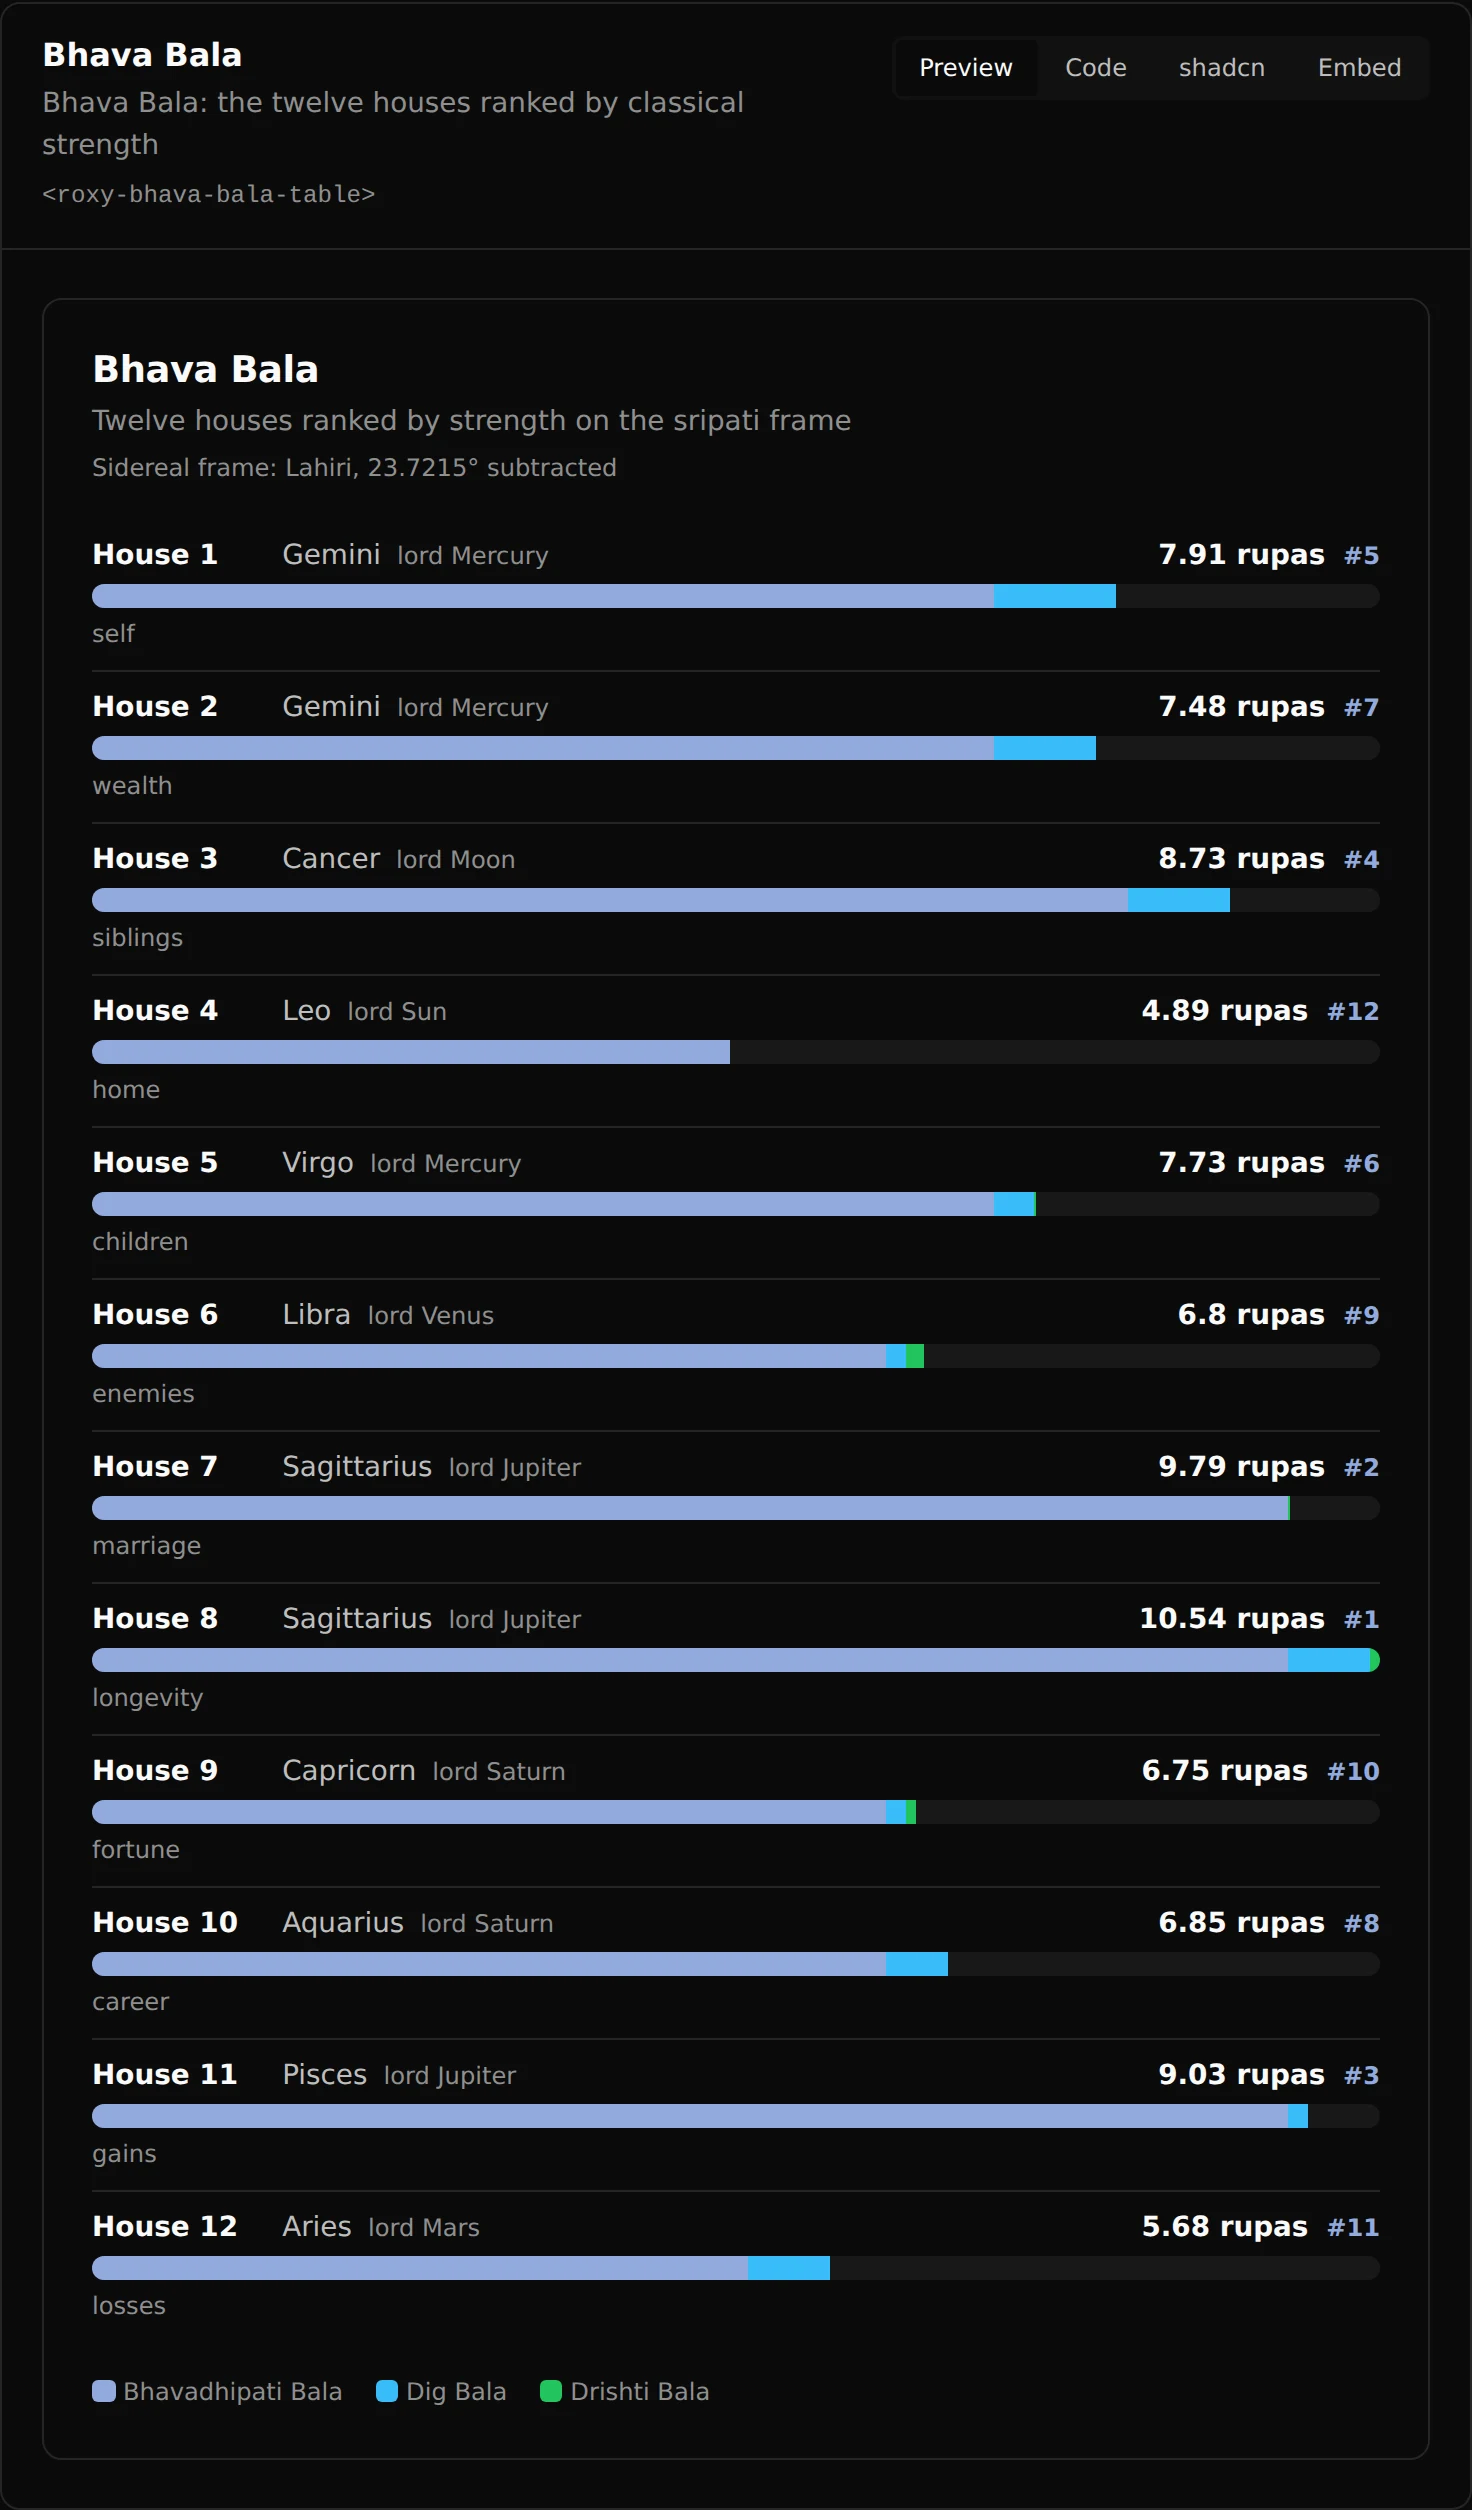 Bhava Bala
Preview Code shadcn Embed
Bhava Bala: the twelve houses ranked by classical
strength
<roxy-bhava-bala-table>
Bhava Bala
Twelve houses ranked by strength on the sripati frame
Sidereal frame: Lahiri, 23.7215° subtracted
House 1 Gemini lord Mercury 7.91 rupas #5
self
House 2 Gemini lord Mercury 7.48 rupas #7
wealth
House 3 Cancer lord Moon 8.73 rupas #4
siblings
House 4 Leo lord Sun 4.89 rupas #12
home
House 5 Virgo lord Mercury 7.73 rupas #6
children
House 6 Libra lord Venus 6.8 rupas #9
enemies
House 7 Sagittarius lord Jupiter 9.79 rupas #2
marriage
House 8 Sagittarius lord Jupiter 10.54 rupas #1
longevity
House 9 Capricorn lord Saturn 6.75 rupas #10
fortune
House 10 Aquarius lord Saturn 6.85 rupas #8
career
House 11 Pisces lord Jupiter 9.03 rupas #3
gains
House 12 Aries lord Mars 5.68 rupas #11
losses
Bhavadhipati Bala Dig Bala Drishti Bala